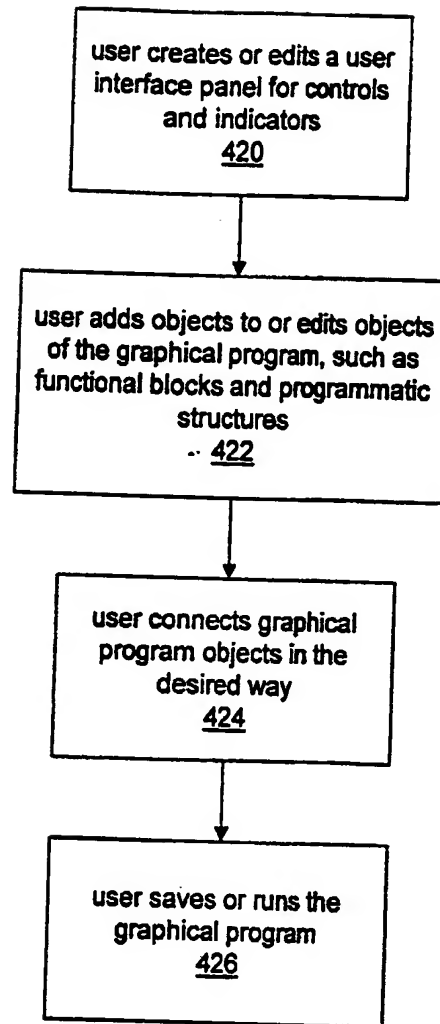 user creates or edits a user
interface panel for controls
and indicators
420
user adds objects to or edits objects
of the graphical program, such as
functional blocks and programmatic
structures
422
user connects graphical
program objects in the
desired way
424
user saves or runs the
graphical program
426